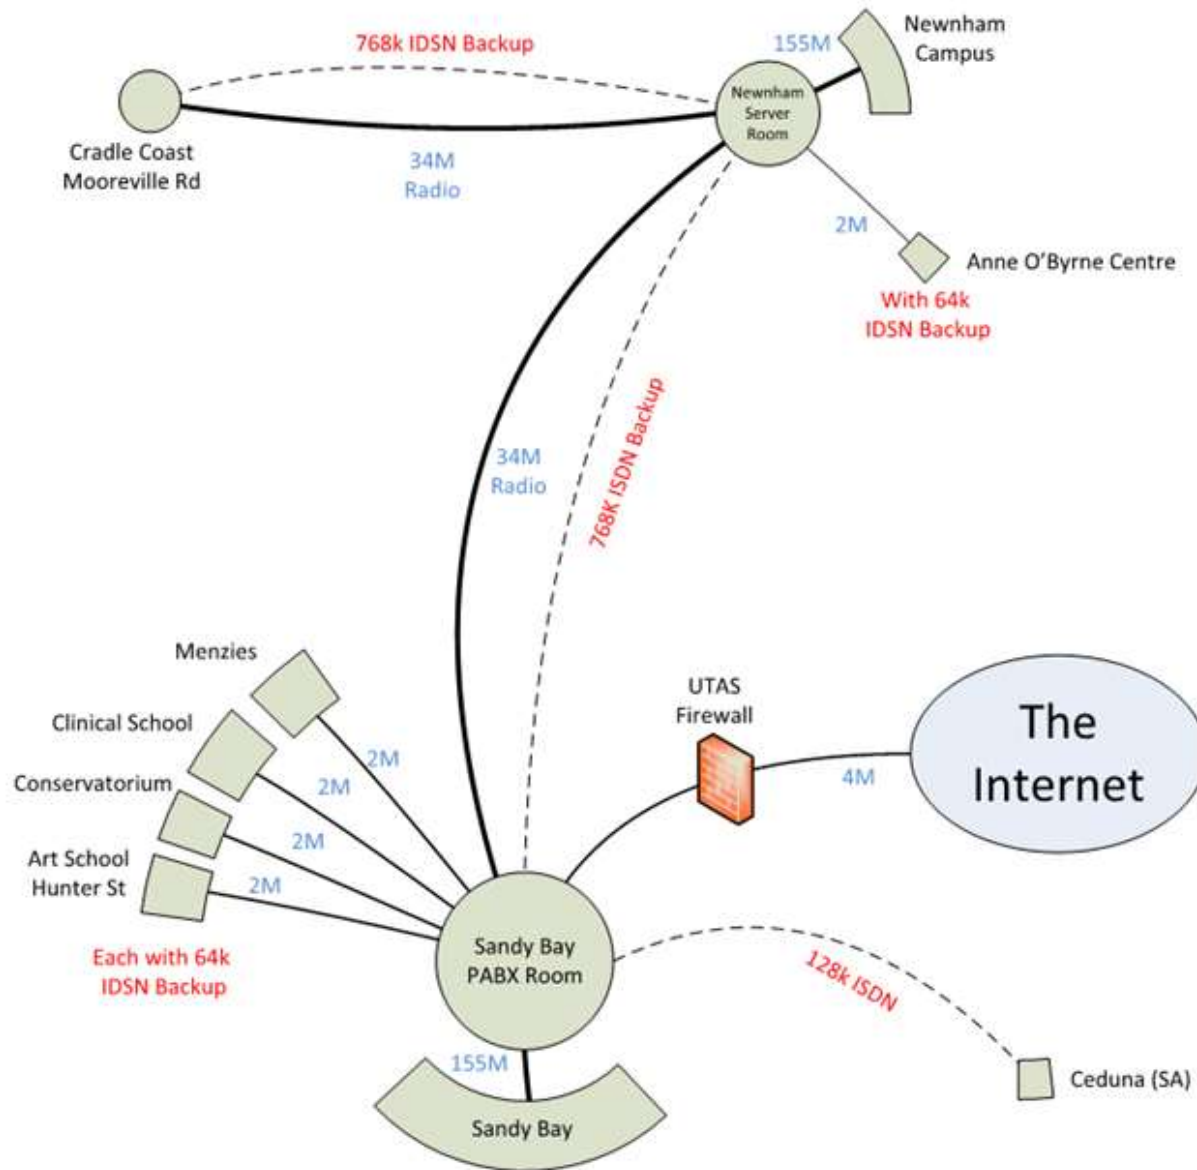 768k IDSN Backup
155M
Newnham
Campus
Newnham
Server
Room
Cradle Coast
Mooreville Rd
34M
Radio
2M
Anne O'Byrne Centre
With 64k
IDSN Backup
34M
Radio
768K ISDN Backup
Menzies
Clinical School
Conservatorium
Art School
Hunter St
2M
2M
2M
2M
Each with 64k
IDSN Backup
UTAS
Firewall
4M
The
Internet
Sandy Bay
PABX Room
128k ISDN
155M
Sandy Bay
Ceduna (SA)